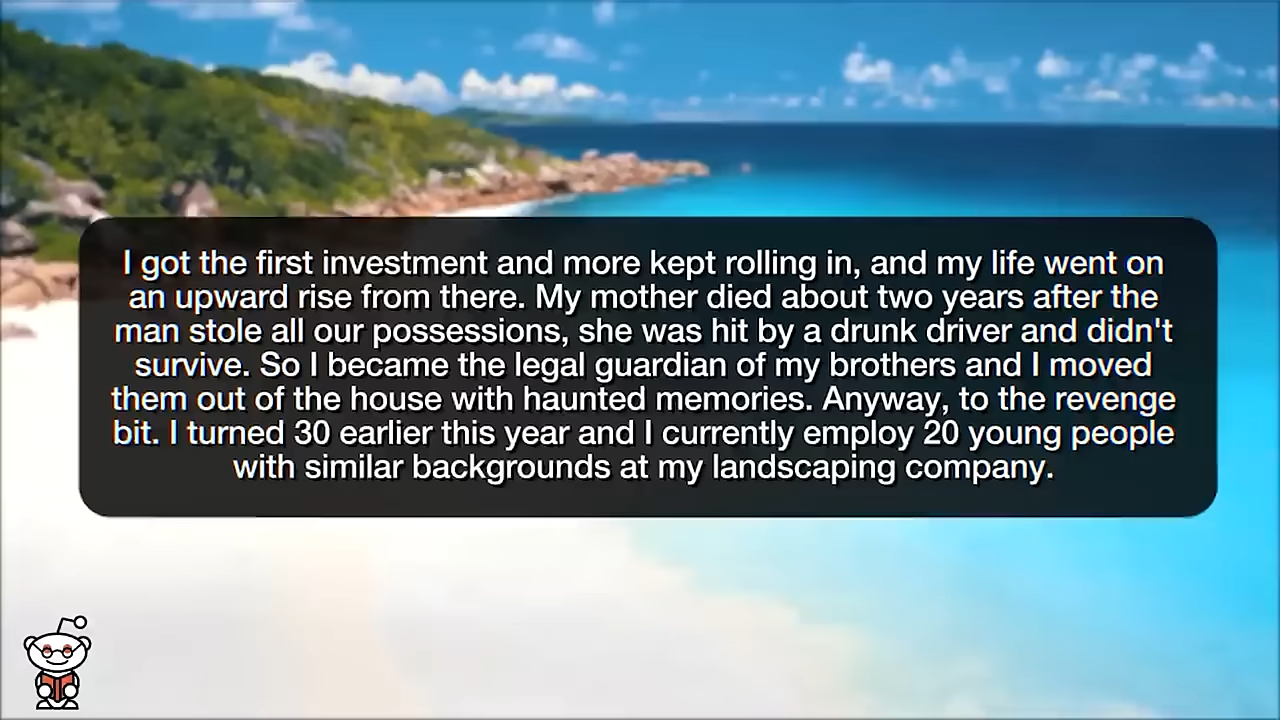 I got the first investment and more kept rolling in, and my life went on
an upward rise from there. My mother died about two years after the
man stole all our possessions, she was hit by a drunk driver and didn't
survive. So I became the legal guardian of my brothers and I moved
them out of the house with haunted memories. Anyway, to the revenge
bit. I turned 30 earlier this year and I currently employ 20 young people
with similar backgrounds at my landscaping company.